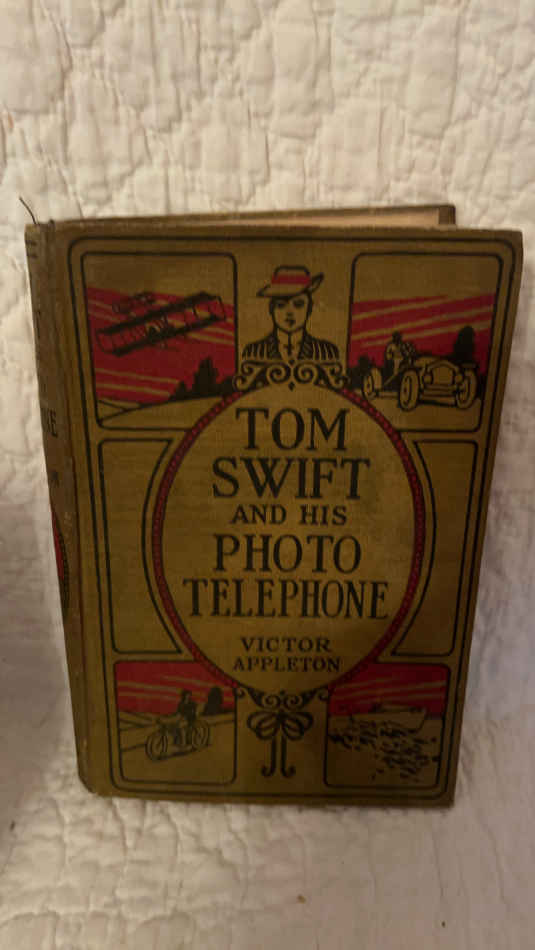 TOM
SWIFT
AND HIS
PHOTO
TELEPHONE
VICTOR
APPLETON